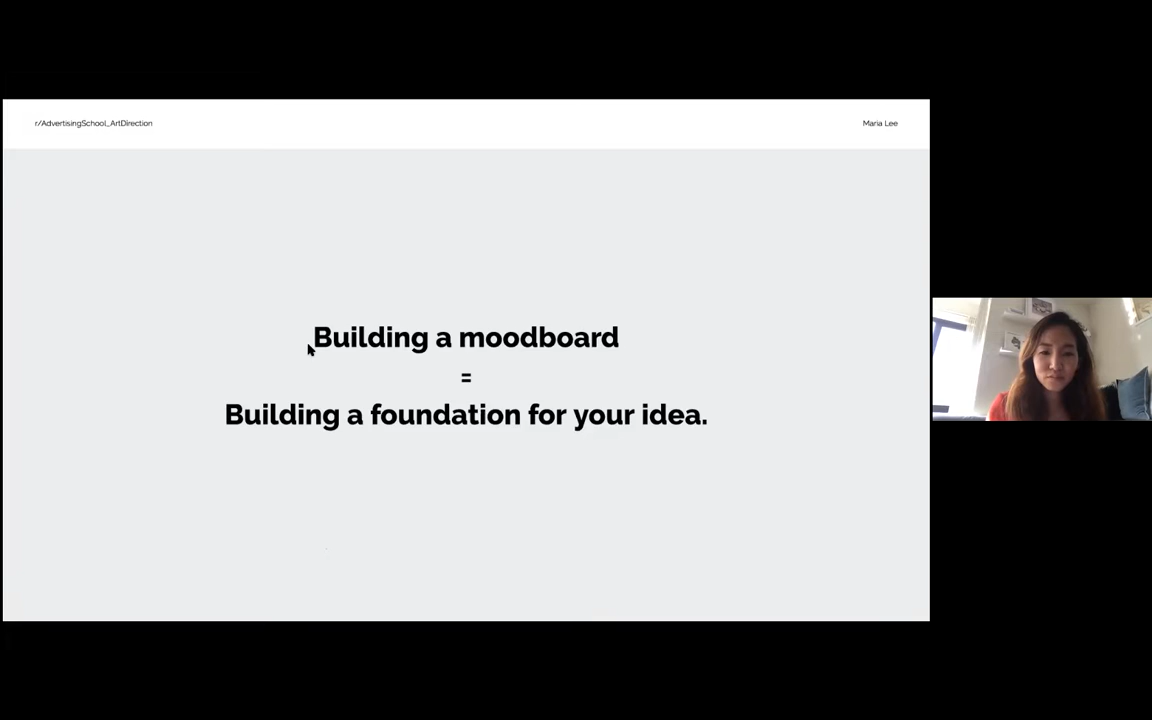 r/AdvertisingSchool_ArtDirection
Maria Lee
Building a moodboard
=
Building a foundation for your idea.